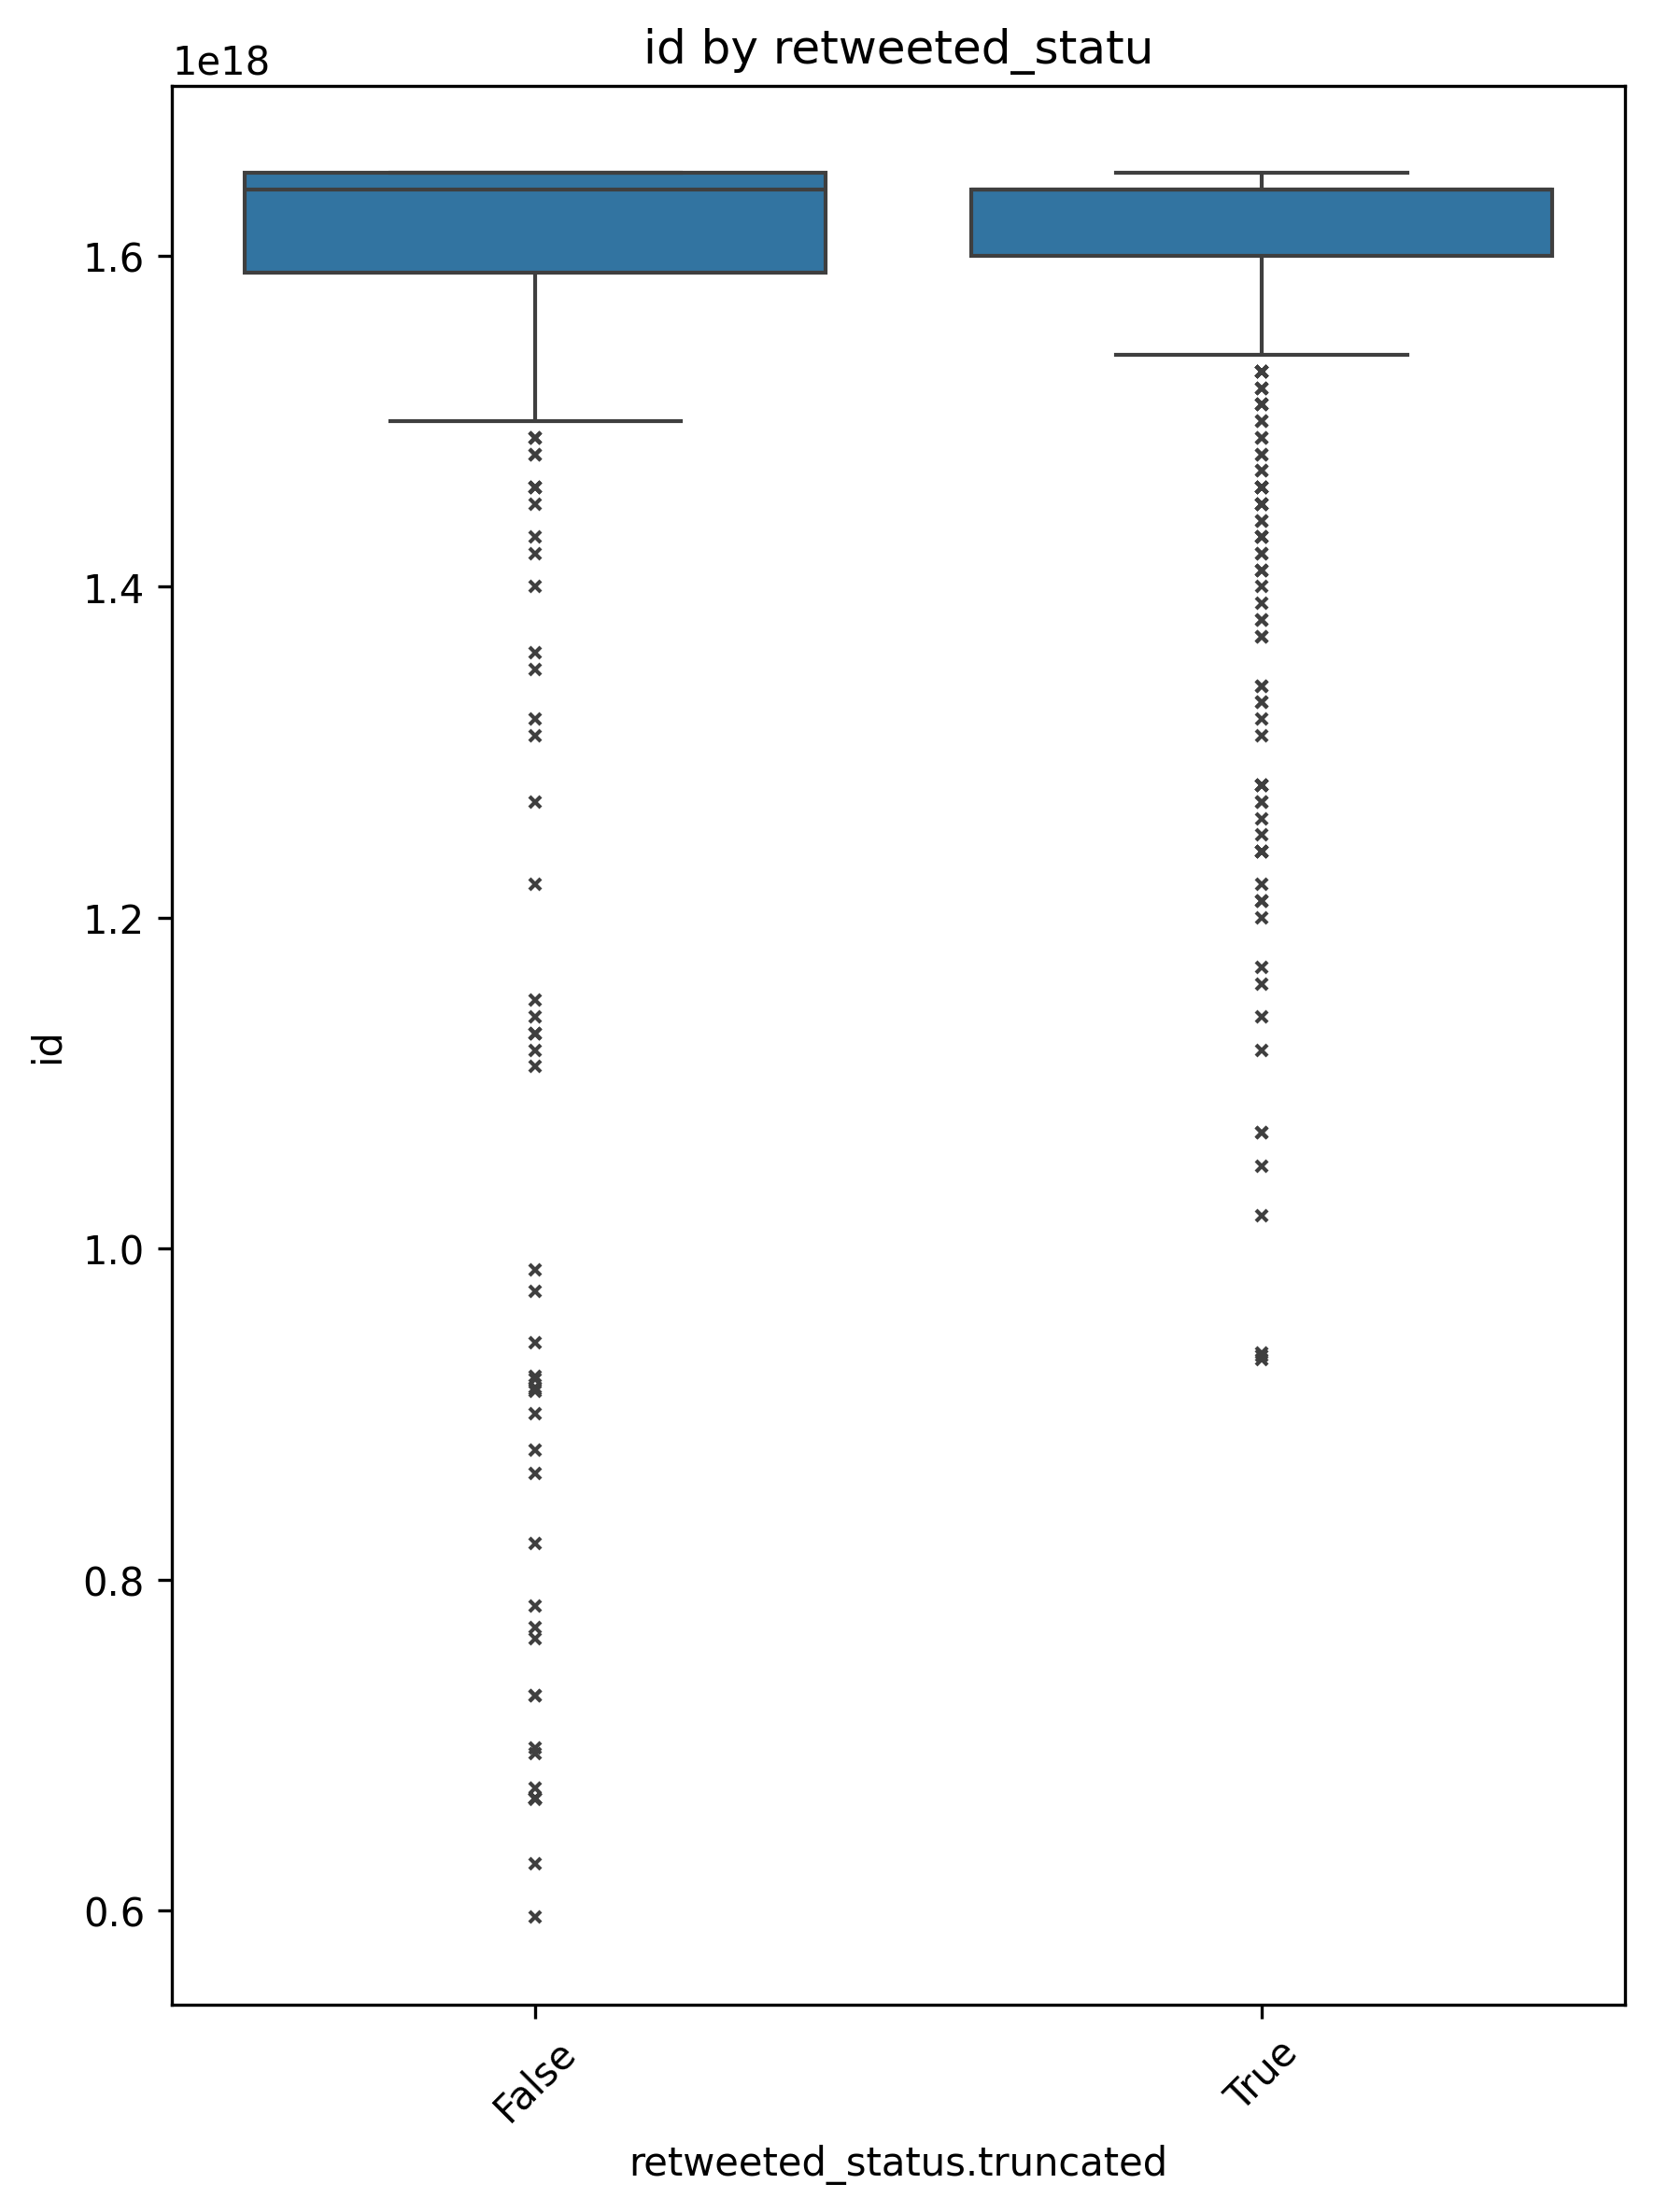 id by retweeted_statu
1e18
1.6
1.4
1.2
1.0
0.8
0.6
id
False
True
retweeted_status.truncated